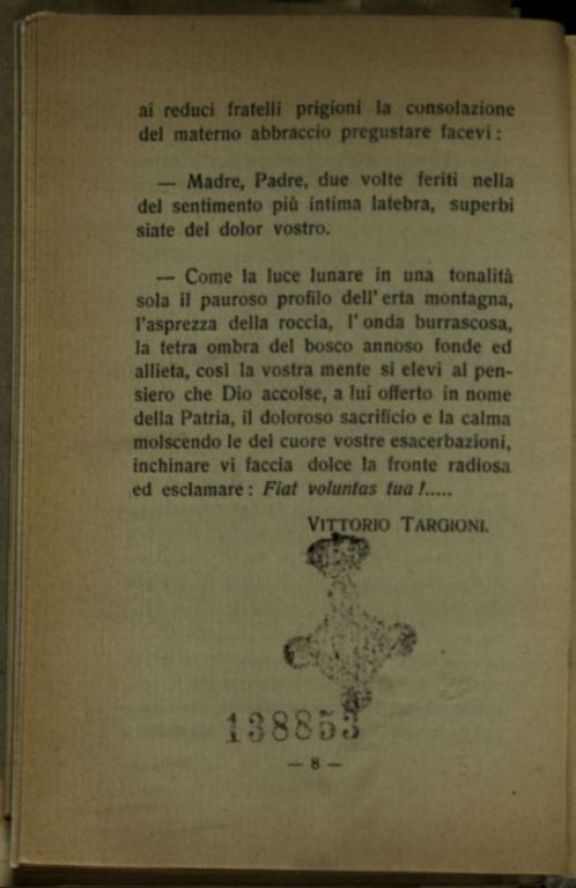 ai reduci fratelli prigioni la consolazione
del materno abbraccio pregustare facevi :
— Madre, Padre, due volte feriti nella
del sentimento più intima latebra, superbi
siate del dolor vostro.
— Come la luce lunare in una tonalità
sola il pauroso profilo dell' erta montagna,
l'asprezza della roccia, l' onda burrascosa,
la tetra ombra del bosco annoso fonde ed
allieta, così la vostra mente si elevi al pen-
siero che Dio accolse, a lui offerto in nome
della Patria, il doloroso sacrificio e la calma
molscendo le del cuore vostre esacerbazioni,
inchinare vi faccia dolce la fronte radiosa
ed esclamare : Fiat voluntas tua !.....
VITTORIO TARGIONI.
138853
— 8 —